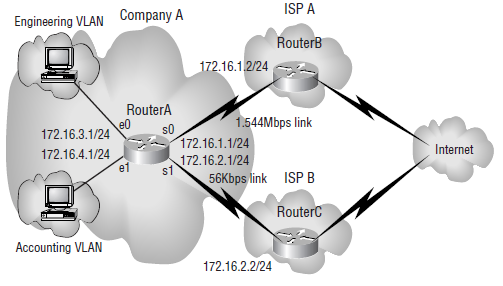 Engineering VLAN
Company A
ISP A
RouterB
172.16.1.2/24
RouterA
e0
s0
1.544Mbps link
172.16.3.1/24
172.16.1.1/24
172.16.4.1/24
172.16.2.1/24
e1
s1
56Kbps link
Internet
ISP B
RouterC
Accounting VLAN
172.16.2.2/24